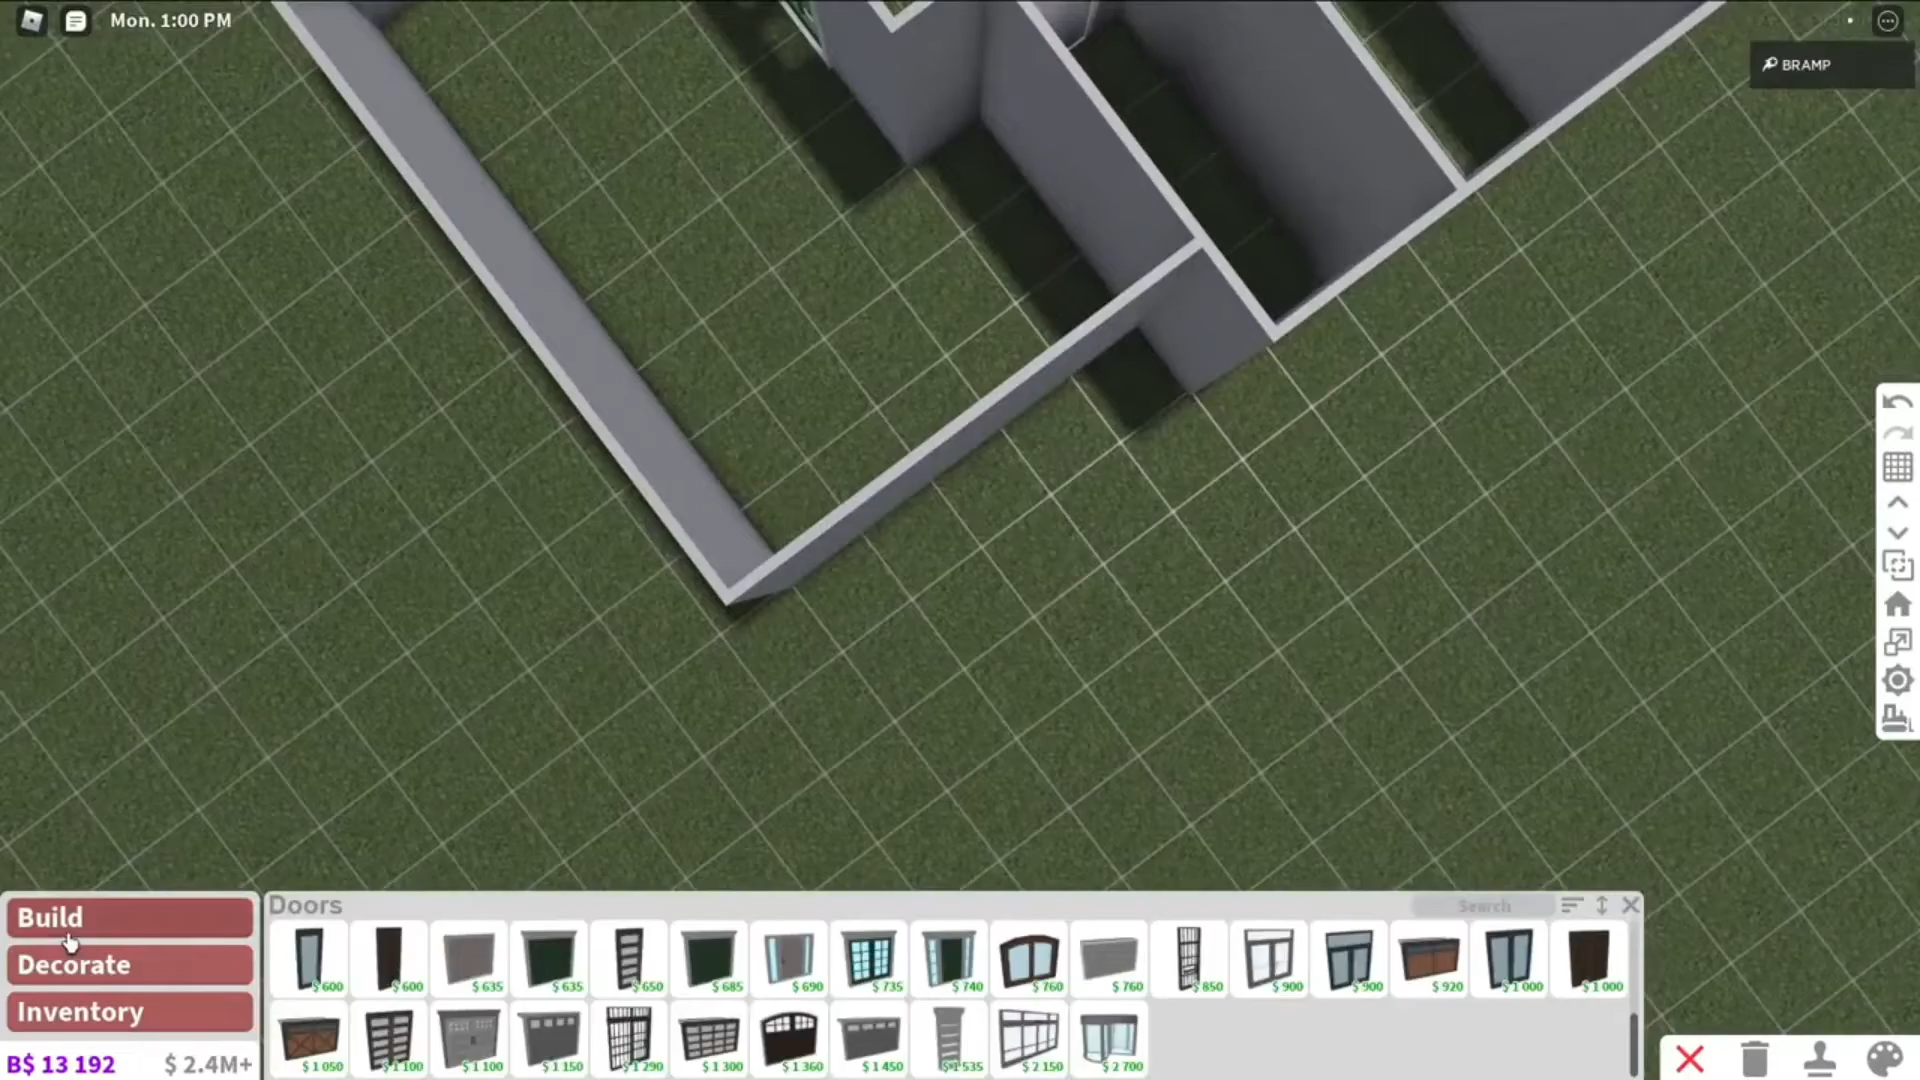 Mon. 1:00 PM
BRAMP
Build
Decorate
Inventory
B$ 13 192
$ 2.4M+
Doors
Search
$ 600
$ 600
$ 635
$ 635
$ 650
$ 685
$ 690
$ 735
$ 740
$ 760
$ 760
$ 850
$ 900
$ 900
$ 920
$ 1 000
$ 1 000
$ 1 050
$ 1 100
$ 1 100
$ 1 150
$ 1 290
$ 1 300
$ 1 360
$ 1 450
$ 1 535
$ 2 150
$ 2 700